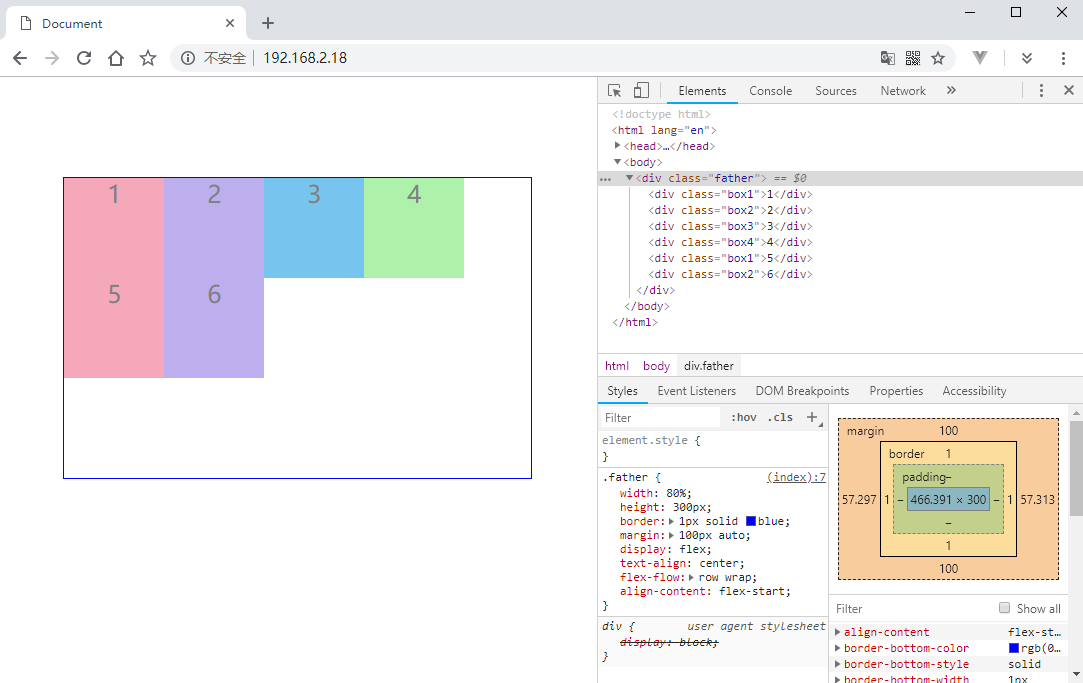 Document
不安全 192.168.2.18
1 2 3 4
5 6
Elements Console Sources Network »
<!doctype html>
<html lang="en">
<head>…</head>
<body>
… <div class="father"> == $0
<div class="box1">1</div>
<div class="box2">2</div>
<div class="box3">3</div>
<div class="box4">4</div>
<div class="box1">5</div>
<div class="box2">6</div>
</div>
</body>
</html>
html body div.father
Styles Event Listeners DOM Breakpoints Properties Accessibility
Filter :hov .cls +
element.style {
}
.father { (index):7
width: 80%;
height: 300px;
border: 1px solid blue;
margin: 100px auto;
display: flex;
text-align: center;
flex-flow: row wrap;
align-content: flex-start;
}
div { user agent stylesheet
display: block;
}
margin 100
border 1
padding–
57.297 1 – 466.391 × 300 – 1 57.313
–
1
100
Filter Show all
align-content flex-st…
border-bottom-color rgb(0…
border-bottom-style solid
border-bottom-width 1px